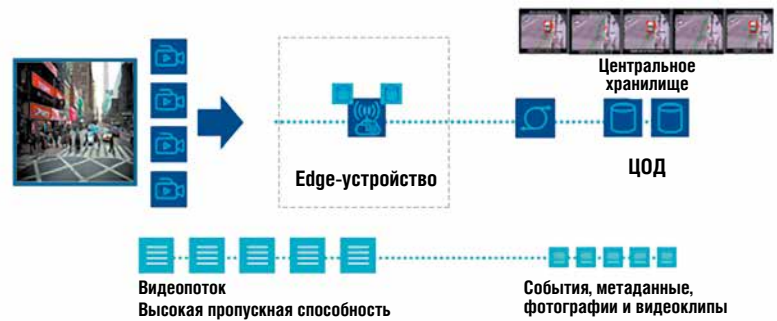 Центральное
хранилище
Edge-устройство
ЦОД
Видеопоток
Высокая пропускная способность
События, метаданные,
фотографии и видеоклипы